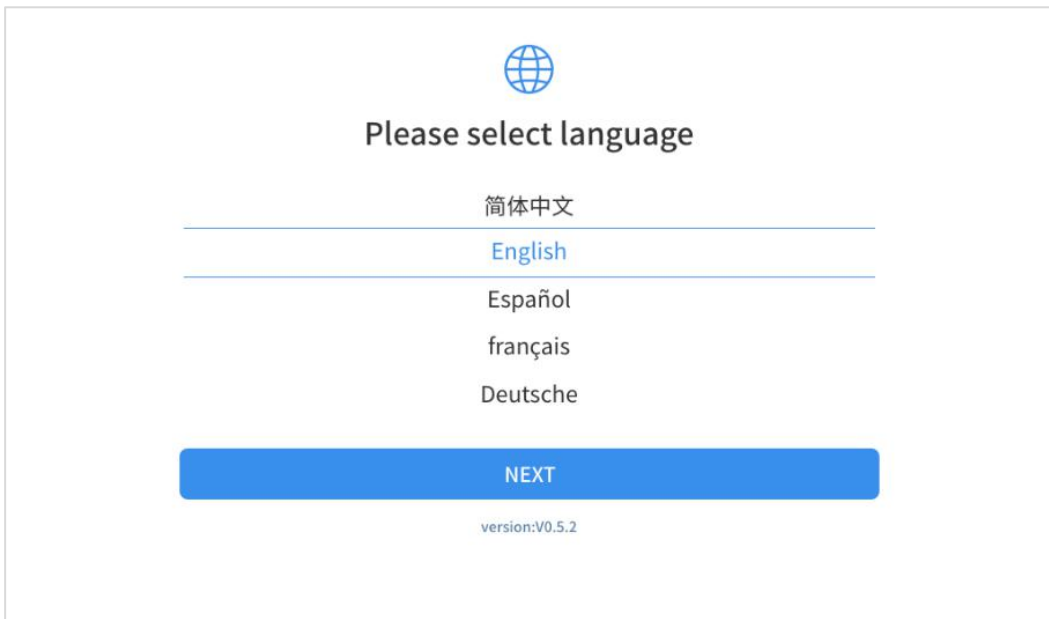 Please select language
简体中文
English
Español
français
Deutsche
NEXT
version:V0.5.2